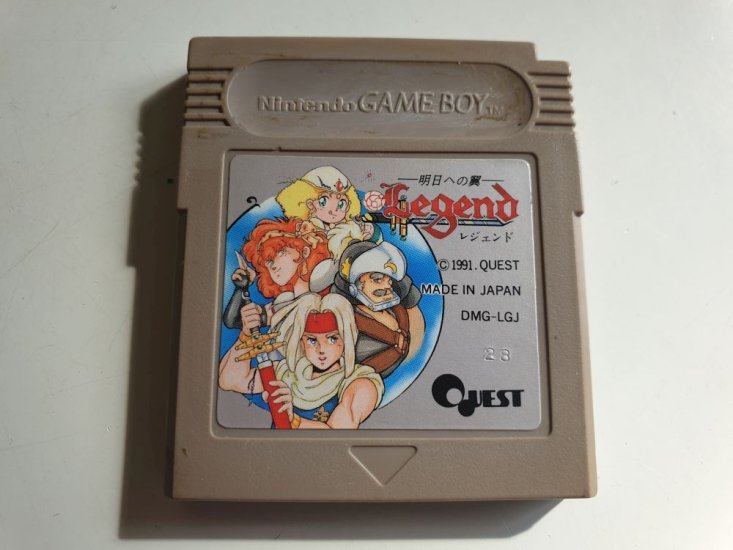 Nintendo GAME BOY TM
明日への翼
Legend
レジェンド
© 1991. QUEST
MADE IN JAPAN
DMG-LGJ
28
QUEST